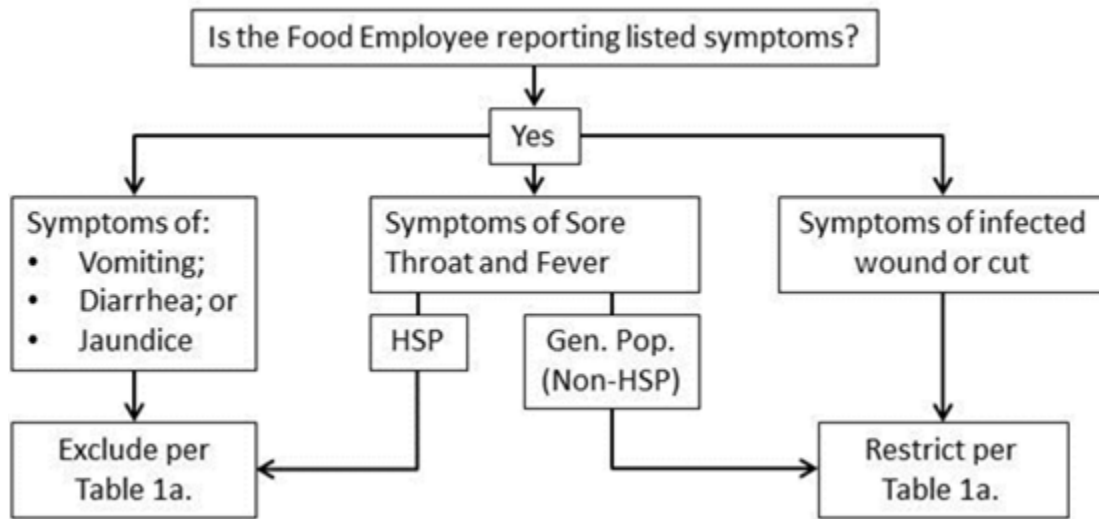 Is the Food Employee reporting listed symptoms?
Yes
Symptoms of:
• Vomiting;
• Diarrhea; or
• Jaundice
Symptoms of Sore
Throat and Fever
Symptoms of infected
wound or cut
HSP
Gen. Pop.
(Non-HSP)
Exclude per
Table 1a.
Restrict per
Table 1a.